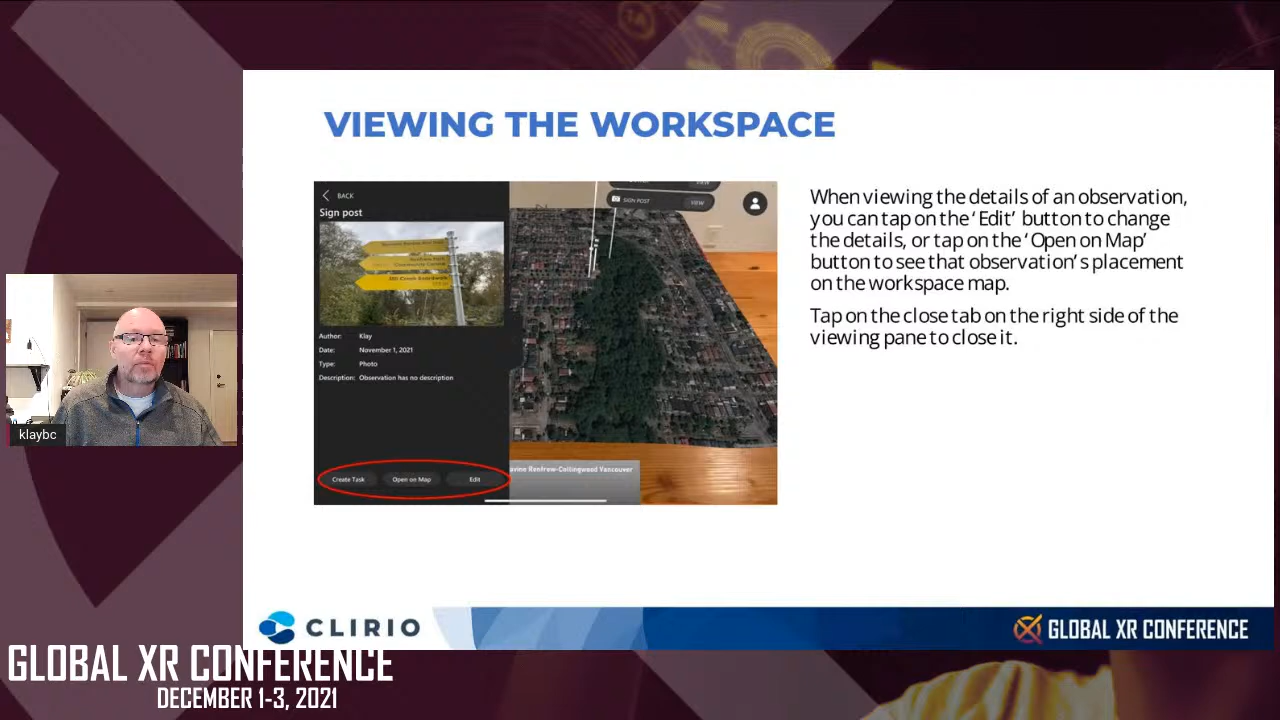 VIEWING THE WORKSPACE
BACK
Sign post
Author: Klay
Date: November 1, 2021
Type: Photo
Description: Observation has no description
Create Task
Open on Map
Edit
VIEW
SIGN POST
VIEW
Renfrew-Collingwood Vancouver
When viewing the details of an observation,
you can tap on the ‘Edit’ button to change
the details, or tap on the ‘Open on Map’
button to see that observation’s placement
on the workspace map.
Tap on the close tab on the right side of the
viewing pane to close it.
klaybc
CLIRIO
GLOBAL XR CONFERENCE
GLOBAL XR CONFERENCE
DECEMBER 1-3, 2021